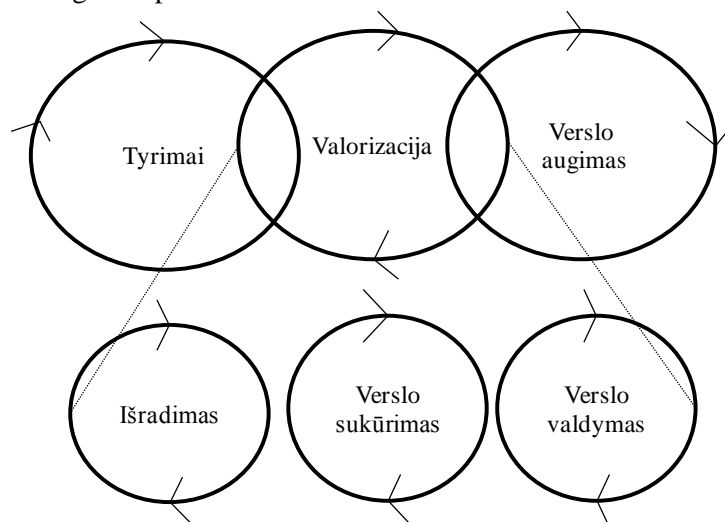 Tyrimai
Valorizacija
Verslo
augimas
Išradimas
Verslo
sukūrimas
Verslo
valdymas